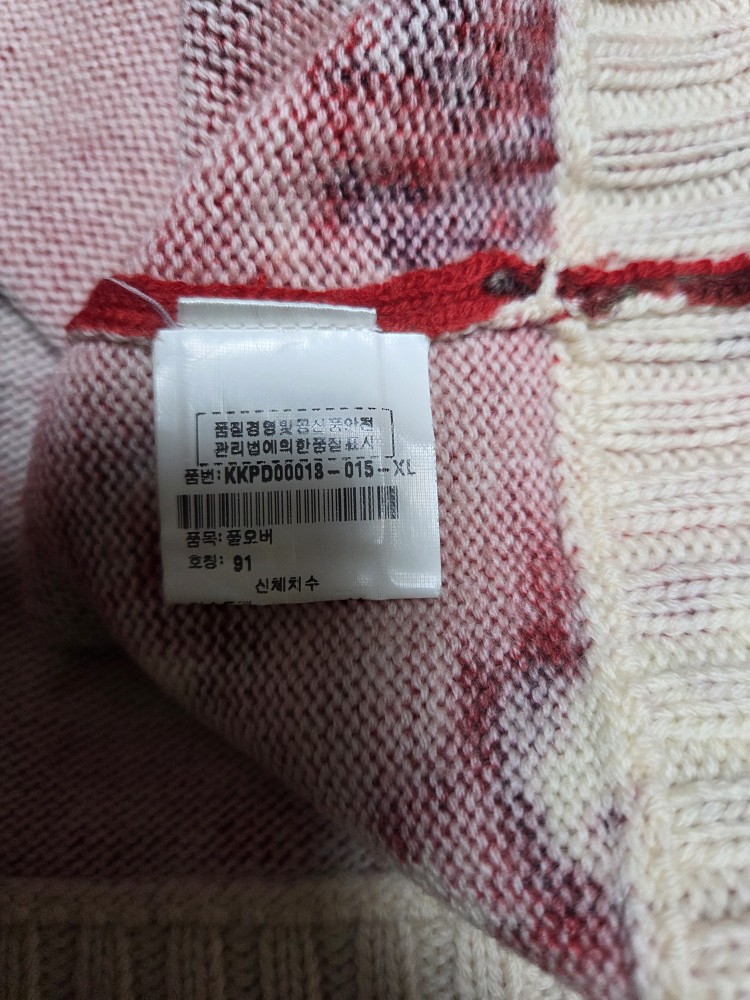 품질경영및공산품안전
관리법에의한품질표시
품번:KKPD00018-015-XL
품목:풀오버
호칭: 91
신체치수